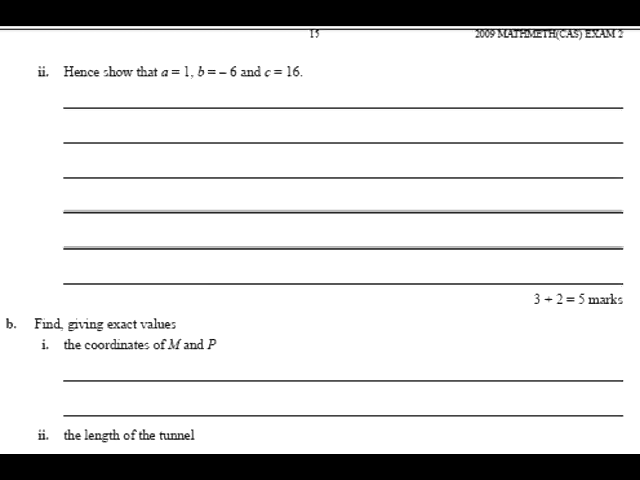 15 2009 MATHMETH(CAS) EXAM 2
ii. Hence show that a = 1, b = – 6 and c = 16.
3 + 2 = 5 marks
b. Find, giving exact values
i. the coordinates of M and P
ii. the length of the tunnel